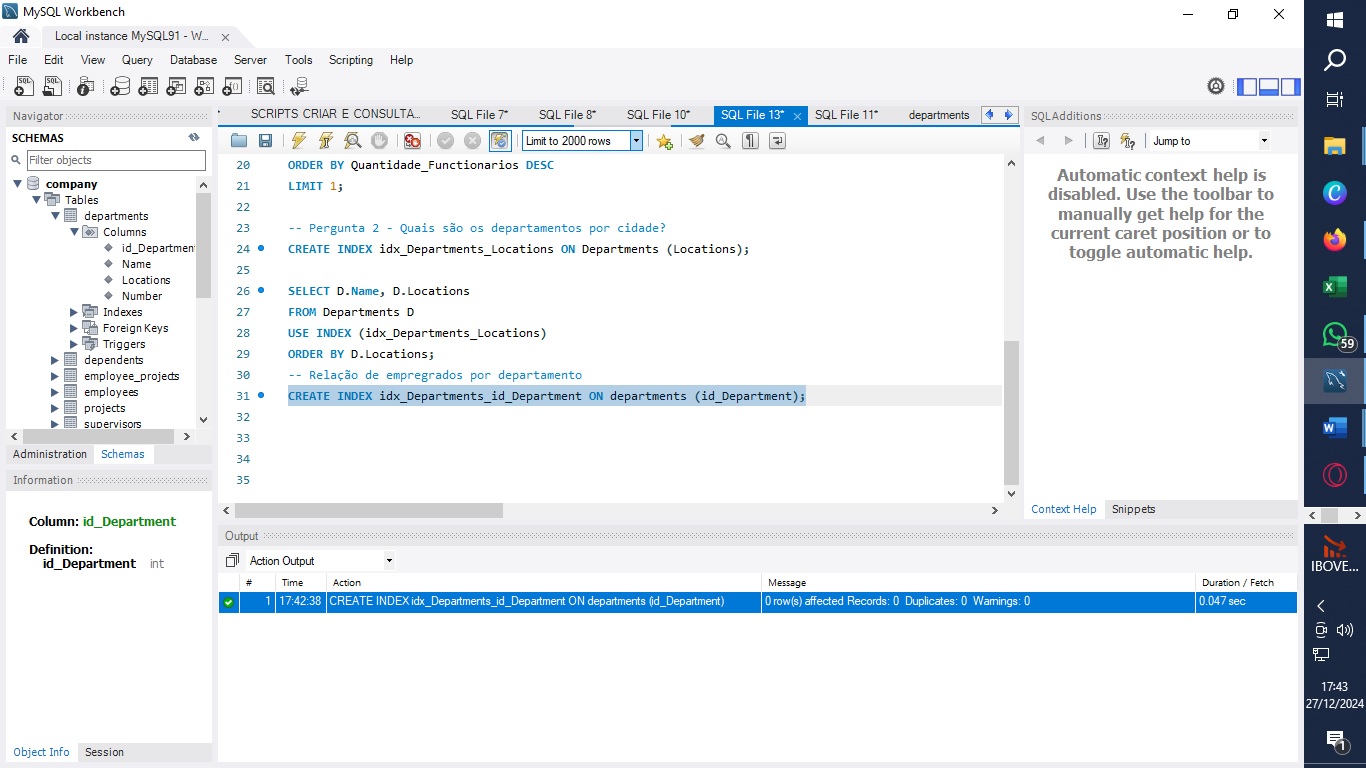 MySQL Workbench
Local instance MySQL91 - W...
File Edit View Query Database Server Tools Scripting Help
Navigator
SCHEMAS
Filter objects
company
Tables
departments
Columns
id_Departmen
Name
Locations
Number
Indexes
Foreign Keys
Triggers
dependents
employee_projects
employees
projects
supervisors
Administration Schemas
Information
Column: id_Department
Definition:
id_Department int
Object Info Session
SCRIPTS CRIAR E CONSULTA... SQL File 7* SQL File 8* SQL File 10* SQL File 13* SQL File 11* departments
Limit to 2000 rows
20 ORDER BY Quantidade_Functionarios DESC
21 LIMIT 1;
22
23 -- Pergunta 2 - Quais são os departamentos por cidade?
24 CREATE INDEX idx_Departments_Locations ON Departments (Locations);
25
26 SELECT D.Name, D.Locations
27 FROM Departments D
28 USE INDEX (idx_Departments_Locations)
29 ORDER BY D.Locations;
30 -- Relação de empregrados por departamento
31 CREATE INDEX idx_Departments_id_Department ON departments (id_Department);
32
33
34
35
SQLAdditions
Jump to
Automatic context help is
disabled. Use the toolbar to
manually get help for the
current caret position or to
toggle automatic help.
Context Help Snippets
Output
Action Output
# Time Action Message Duration / Fetch
1 17:42:38 CREATE INDEX idx_Departments_id_Department ON departments (id_Department) 0 row(s) affected Records: 0 Duplicates: 0 Warnings: 0 0.047 sec
59
IBOVE...
17:43
27/12/2024
1